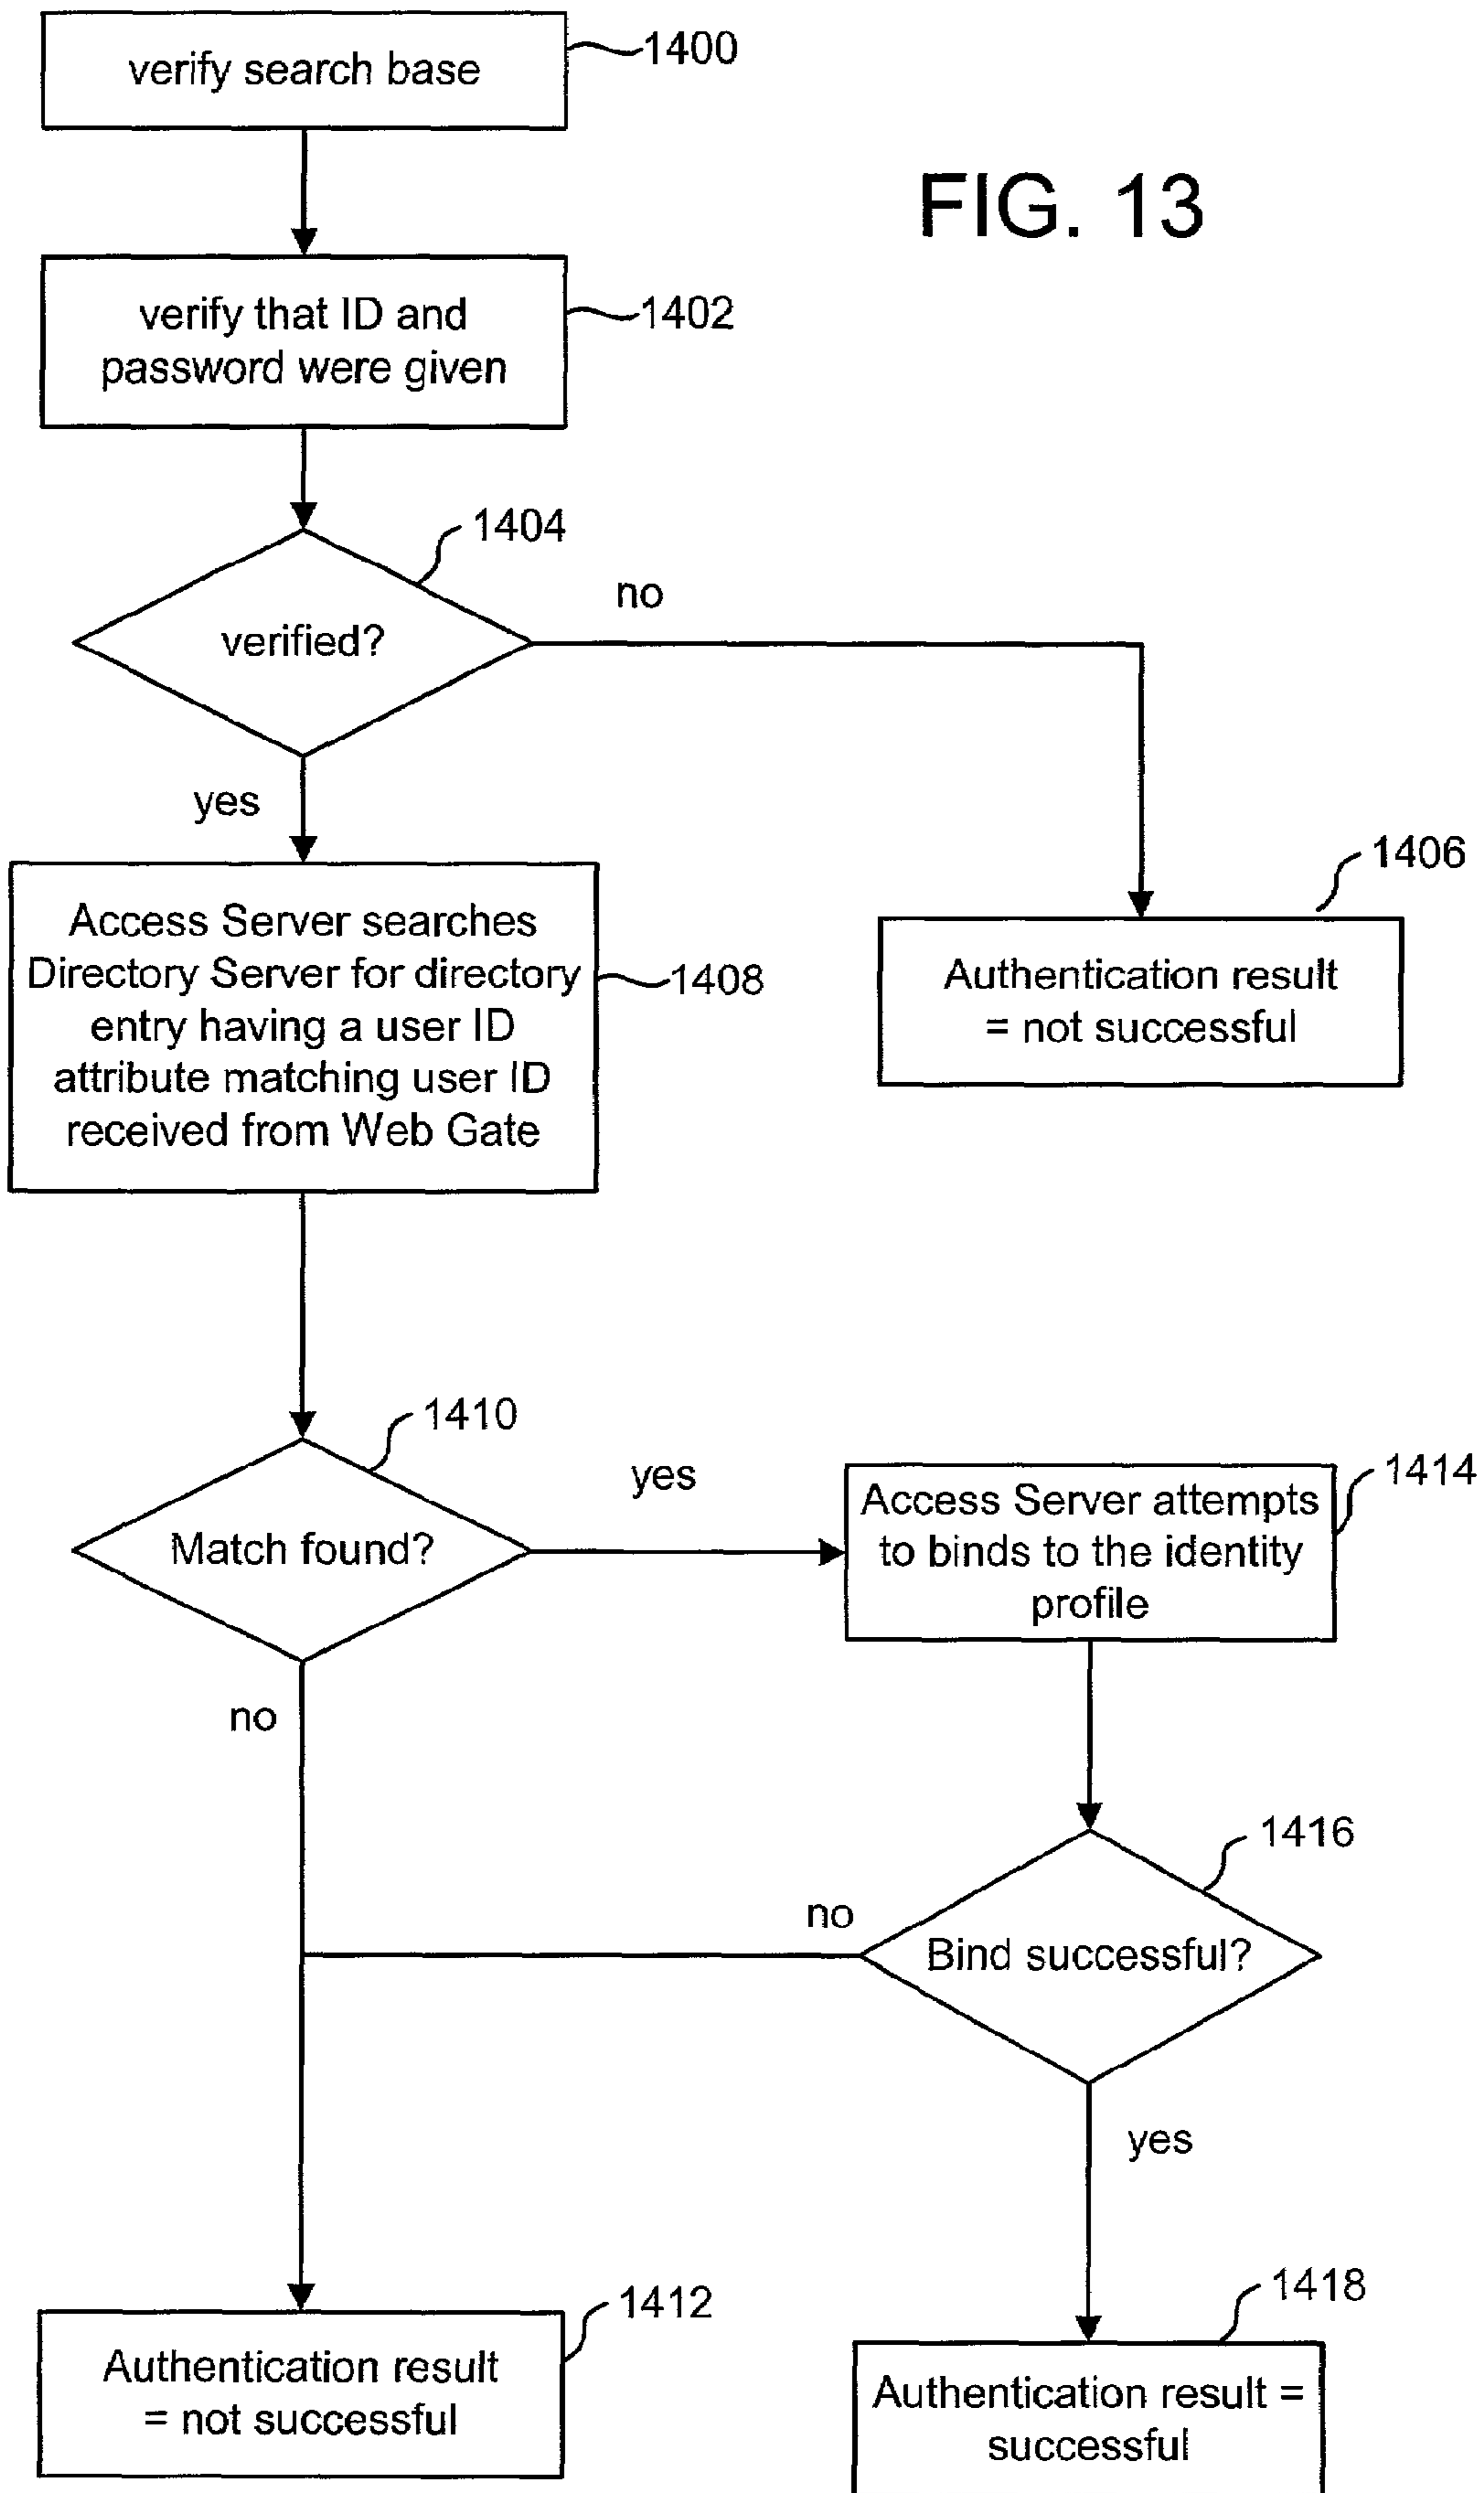 verify search base
1400
FIG. 13
verify that ID and
password were given
1402
1404
verified?
no
yes
1406
Authentication result
= not successful
Access Server searches
Directory Server for directory
entry having a user ID
attribute matching user ID
received from Web Gate
1408
1410
Match found?
yes
no
1414
Access Server attempts
to binds to the identity
profile
1416
Bind successful?
no
yes
1412
Authentication result
= not successful
1418
Authentication result =
successful